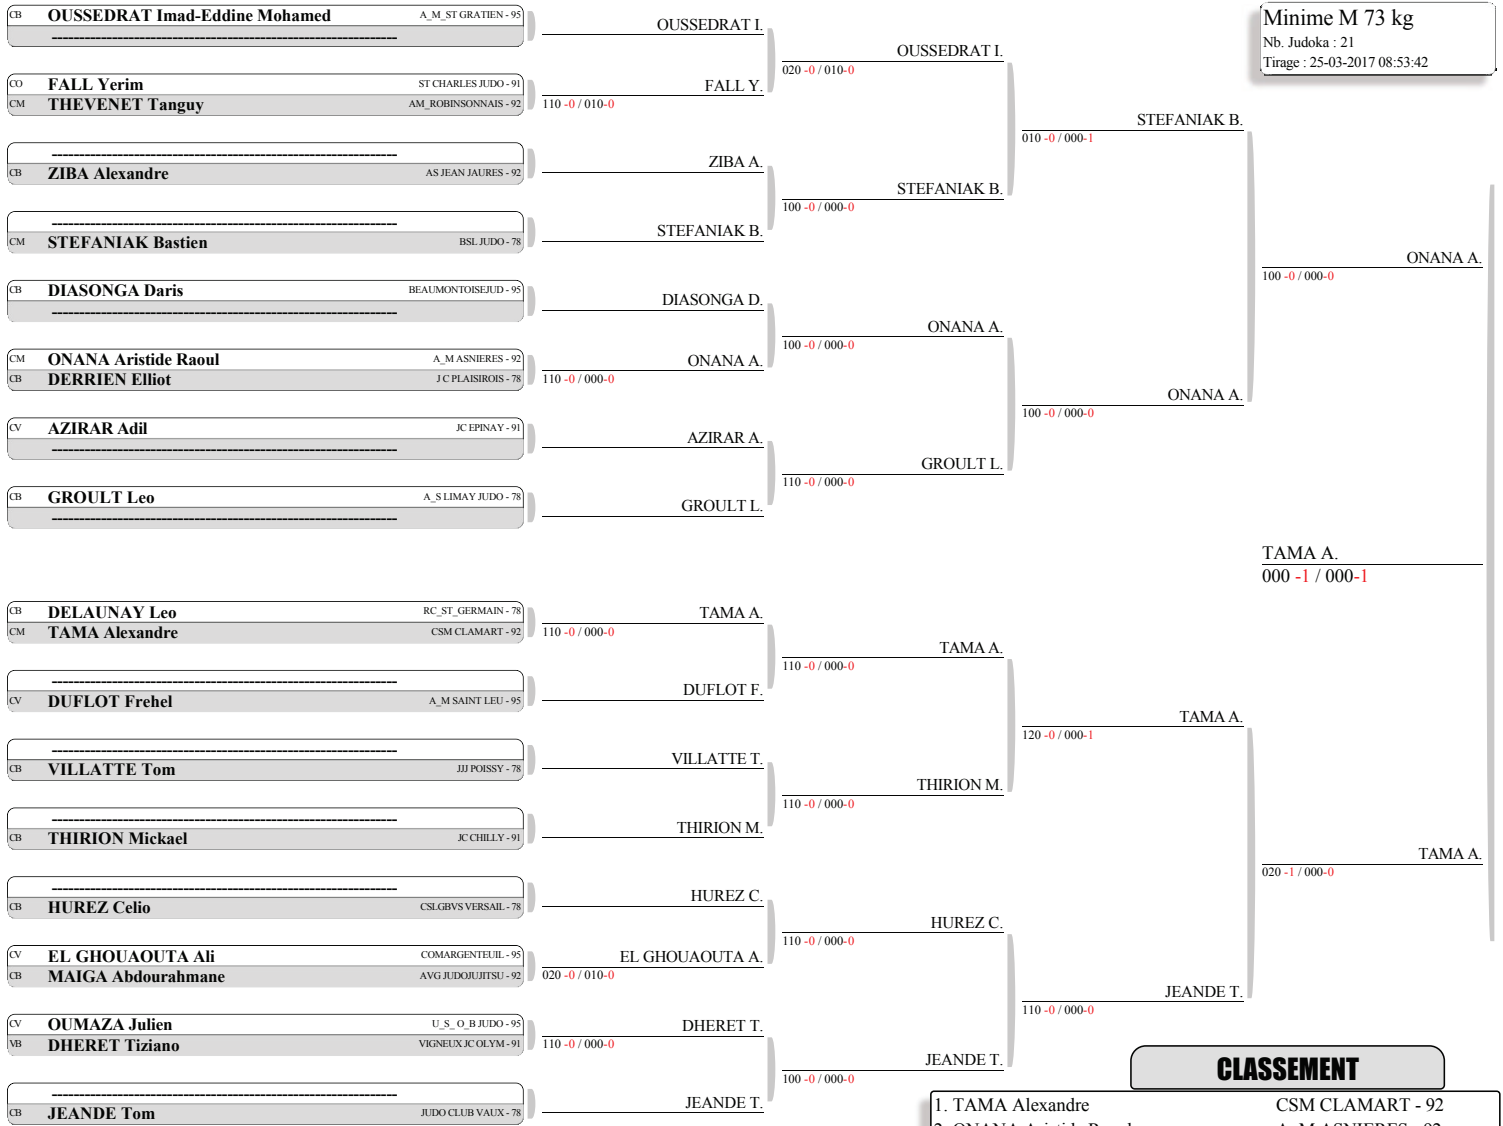 Minime M 73 kg
Nb. Judoka : 21
Tirage : 25-03-2017 08:53:42
CB OUSSEDRAT Imad-Eddine Mohamed A_M_ST GRATIEN - 95
------------------------------------------------------------------------
CO FALL Yerim ST CHARLES JUDO - 91
CM THEVENET Tanguy AM_ROBINSONNAIS - 92
------------------------------------------------------------------------
CB ZIBA Alexandre AS JEAN JAURES - 92
------------------------------------------------------------------------
CM STEFANIAK Bastien BSL JUDO - 78
CB DIASONGA Daris BEAUMONTOISEJUD - 95
------------------------------------------------------------------------
CM ONANA Aristide Raoul A_M ASNIERES - 92
CB DERRIEN Elliot J C PLAISIROIS - 78
CV AZIRAR Adil JC EPINAY - 91
------------------------------------------------------------------------
CB GROULT Leo A_S LIMAY JUDO - 78
------------------------------------------------------------------------
CB DELAUNAY Leo RC_ST_GERMAIN - 78
CM TAMA Alexandre CSM CLAMART - 92
------------------------------------------------------------------------
CV DUFLOT Frehel A_M SAINT LEU - 95
------------------------------------------------------------------------
CB VILLATTE Tom JJJ POISSY - 78
------------------------------------------------------------------------
CB THIRION Mickael JC CHILLY - 91
------------------------------------------------------------------------
CB HUREZ Celio CSLGBVS VERSAIL - 78
CV EL GHOUAOUTA Ali COMARGENTEUIL - 95
CB MAIGA Abdourahmane AVG JUDOJUJITSU - 92
CV OUMAZA Julien U_S_O_B JUDO - 95
VB DHERET Tiziano VIGNEUX JC OLYM - 91
------------------------------------------------------------------------
CB JEANDE Tom JUDO CLUB VAUX - 78
OUSSEDRAT I.
FALL Y.
110 -0 / 010-0
ZIBA A.
STEFANIAK B.
DIASONGA D.
ONANA A.
110 -0 / 000-0
AZIRAR A.
GROULT L.
TAMA A.
110 -0 / 000-0
DUFLOT F.
VILLATTE T.
THIRION M.
HUREZ C.
EL GHOUAOUTA A.
020 -0 / 010-0
DHERET T.
110 -0 / 000-0
JEANDE T.
OUSSEDRAT I.
020 -0 / 010-0
STEFANIAK B.
100 -0 / 000-0
ONANA A.
100 -0 / 000-0
GROULT L.
110 -0 / 000-0
TAMA A.
110 -0 / 000-0
THIRION M.
110 -0 / 000-0
HUREZ C.
110 -0 / 000-0
JEANDE T.
100 -0 / 000-0
STEFANIAK B.
010 -0 / 000-1
ONANA A.
100 -0 / 000-0
TAMA A.
120 -0 / 000-1
JEANDE T.
110 -0 / 000-0
ONANA A.
100 -0 / 000-0
TAMA A.
000 -1 / 000-1
TAMA A.
020 -1 / 000-0
CLASSEMENT
1. TAMA Alexandre CSM CLAMART - 92
2. ONANA Aristide Raoul A_M ASNIERES - 92